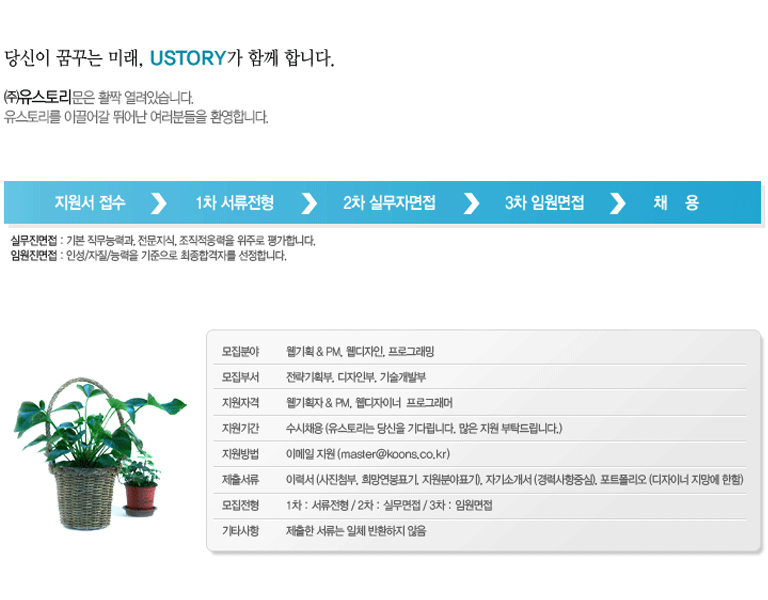 당신이 꿈꾸는 미래, USTORY가 함께 합니다.
㈜유스토리문은 활짝 열려있습니다.
유스토리를 이끌어갈 뛰어난 여러분들을 환영합니다.
지원서 접수 1차 서류전형 2차 실무자면접 3차 임원면접 채 용
실무진면접 : 기본 직무능력과, 전문지식, 조직적응력을 위주로 평가합니다.
임원진면접 : 인성/자질/능력을 기준으로 최종합격자를 선정합니다.
모집분야 웹기획 & PM, 웹디자인, 프로그래밍
모집부서 전략기획부, 디자인부, 기술개발부
지원자격 웹기획자 & PM, 웹디자이너 프로그래머
지원기간 수시채용 (유스토리는 당신을 기다립니다. 많은 지원 부탁드립니다.)
지원방법 이메일 지원 (master@koons,co,kr)
제출서류 이력서 (사진첨부, 희망연봉표기, 지원분야표기), 자기소개서 (경력사항중심), 포트폴리오 (디자이너 지망에 한함)
모집전형 1차 : 서류전형 / 2차 : 실무면접 / 3차 : 임원면접
기타사항 제출한 서류는 일체 반환하지 않음